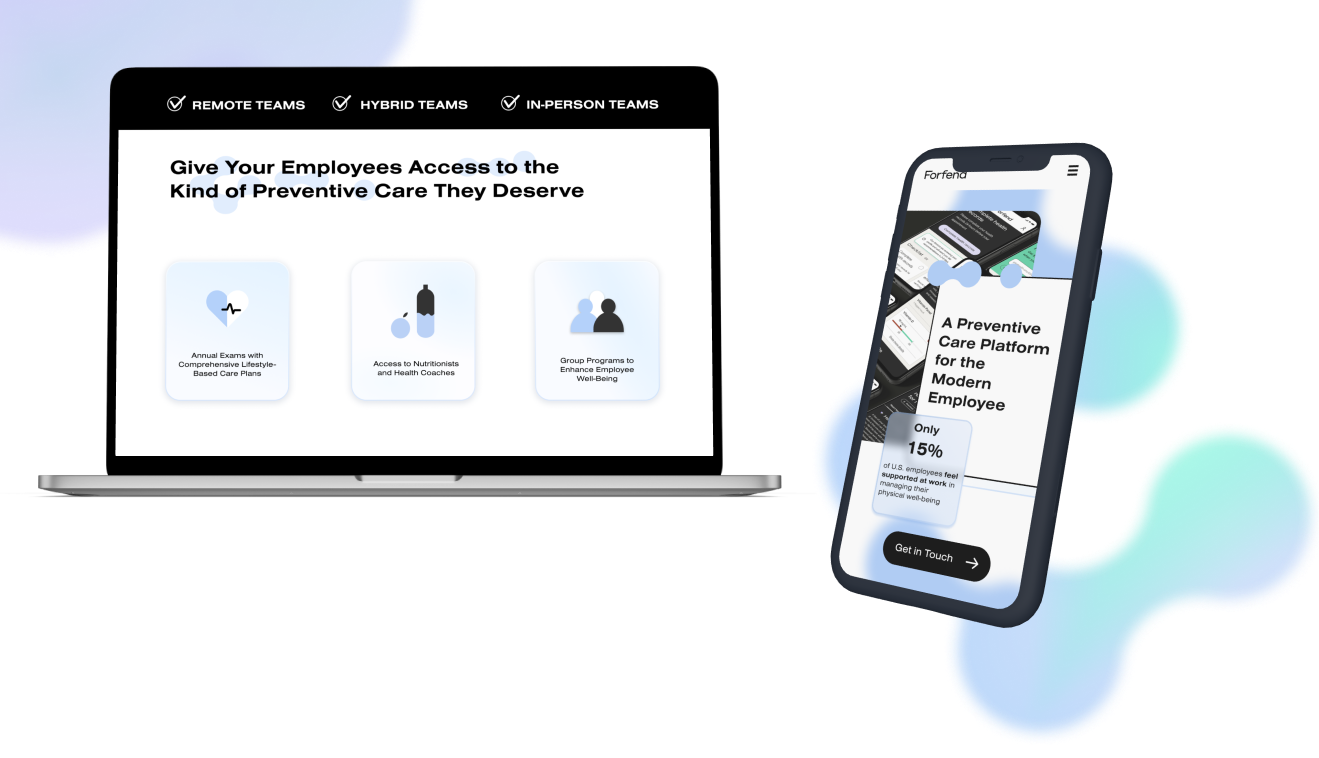 REMOTE TEAMS
HYBRID TEAMS
IN-PERSON TEAMS
Give Your Employees Access to the
Kind of Preventive Care They Deserve
Annual Exams with
Comprehensive Lifestyle-
Based Care Plans
Access to Nutritionists
and Health Coaches
Group Programs to
Enhance Employee
Well-Being
Forfend
A Preventive
Care Platform
for the
Modern
Employee
Only
15%
of U.S. employees feel
supported at work in
managing their
physical well-being
Get in Touch